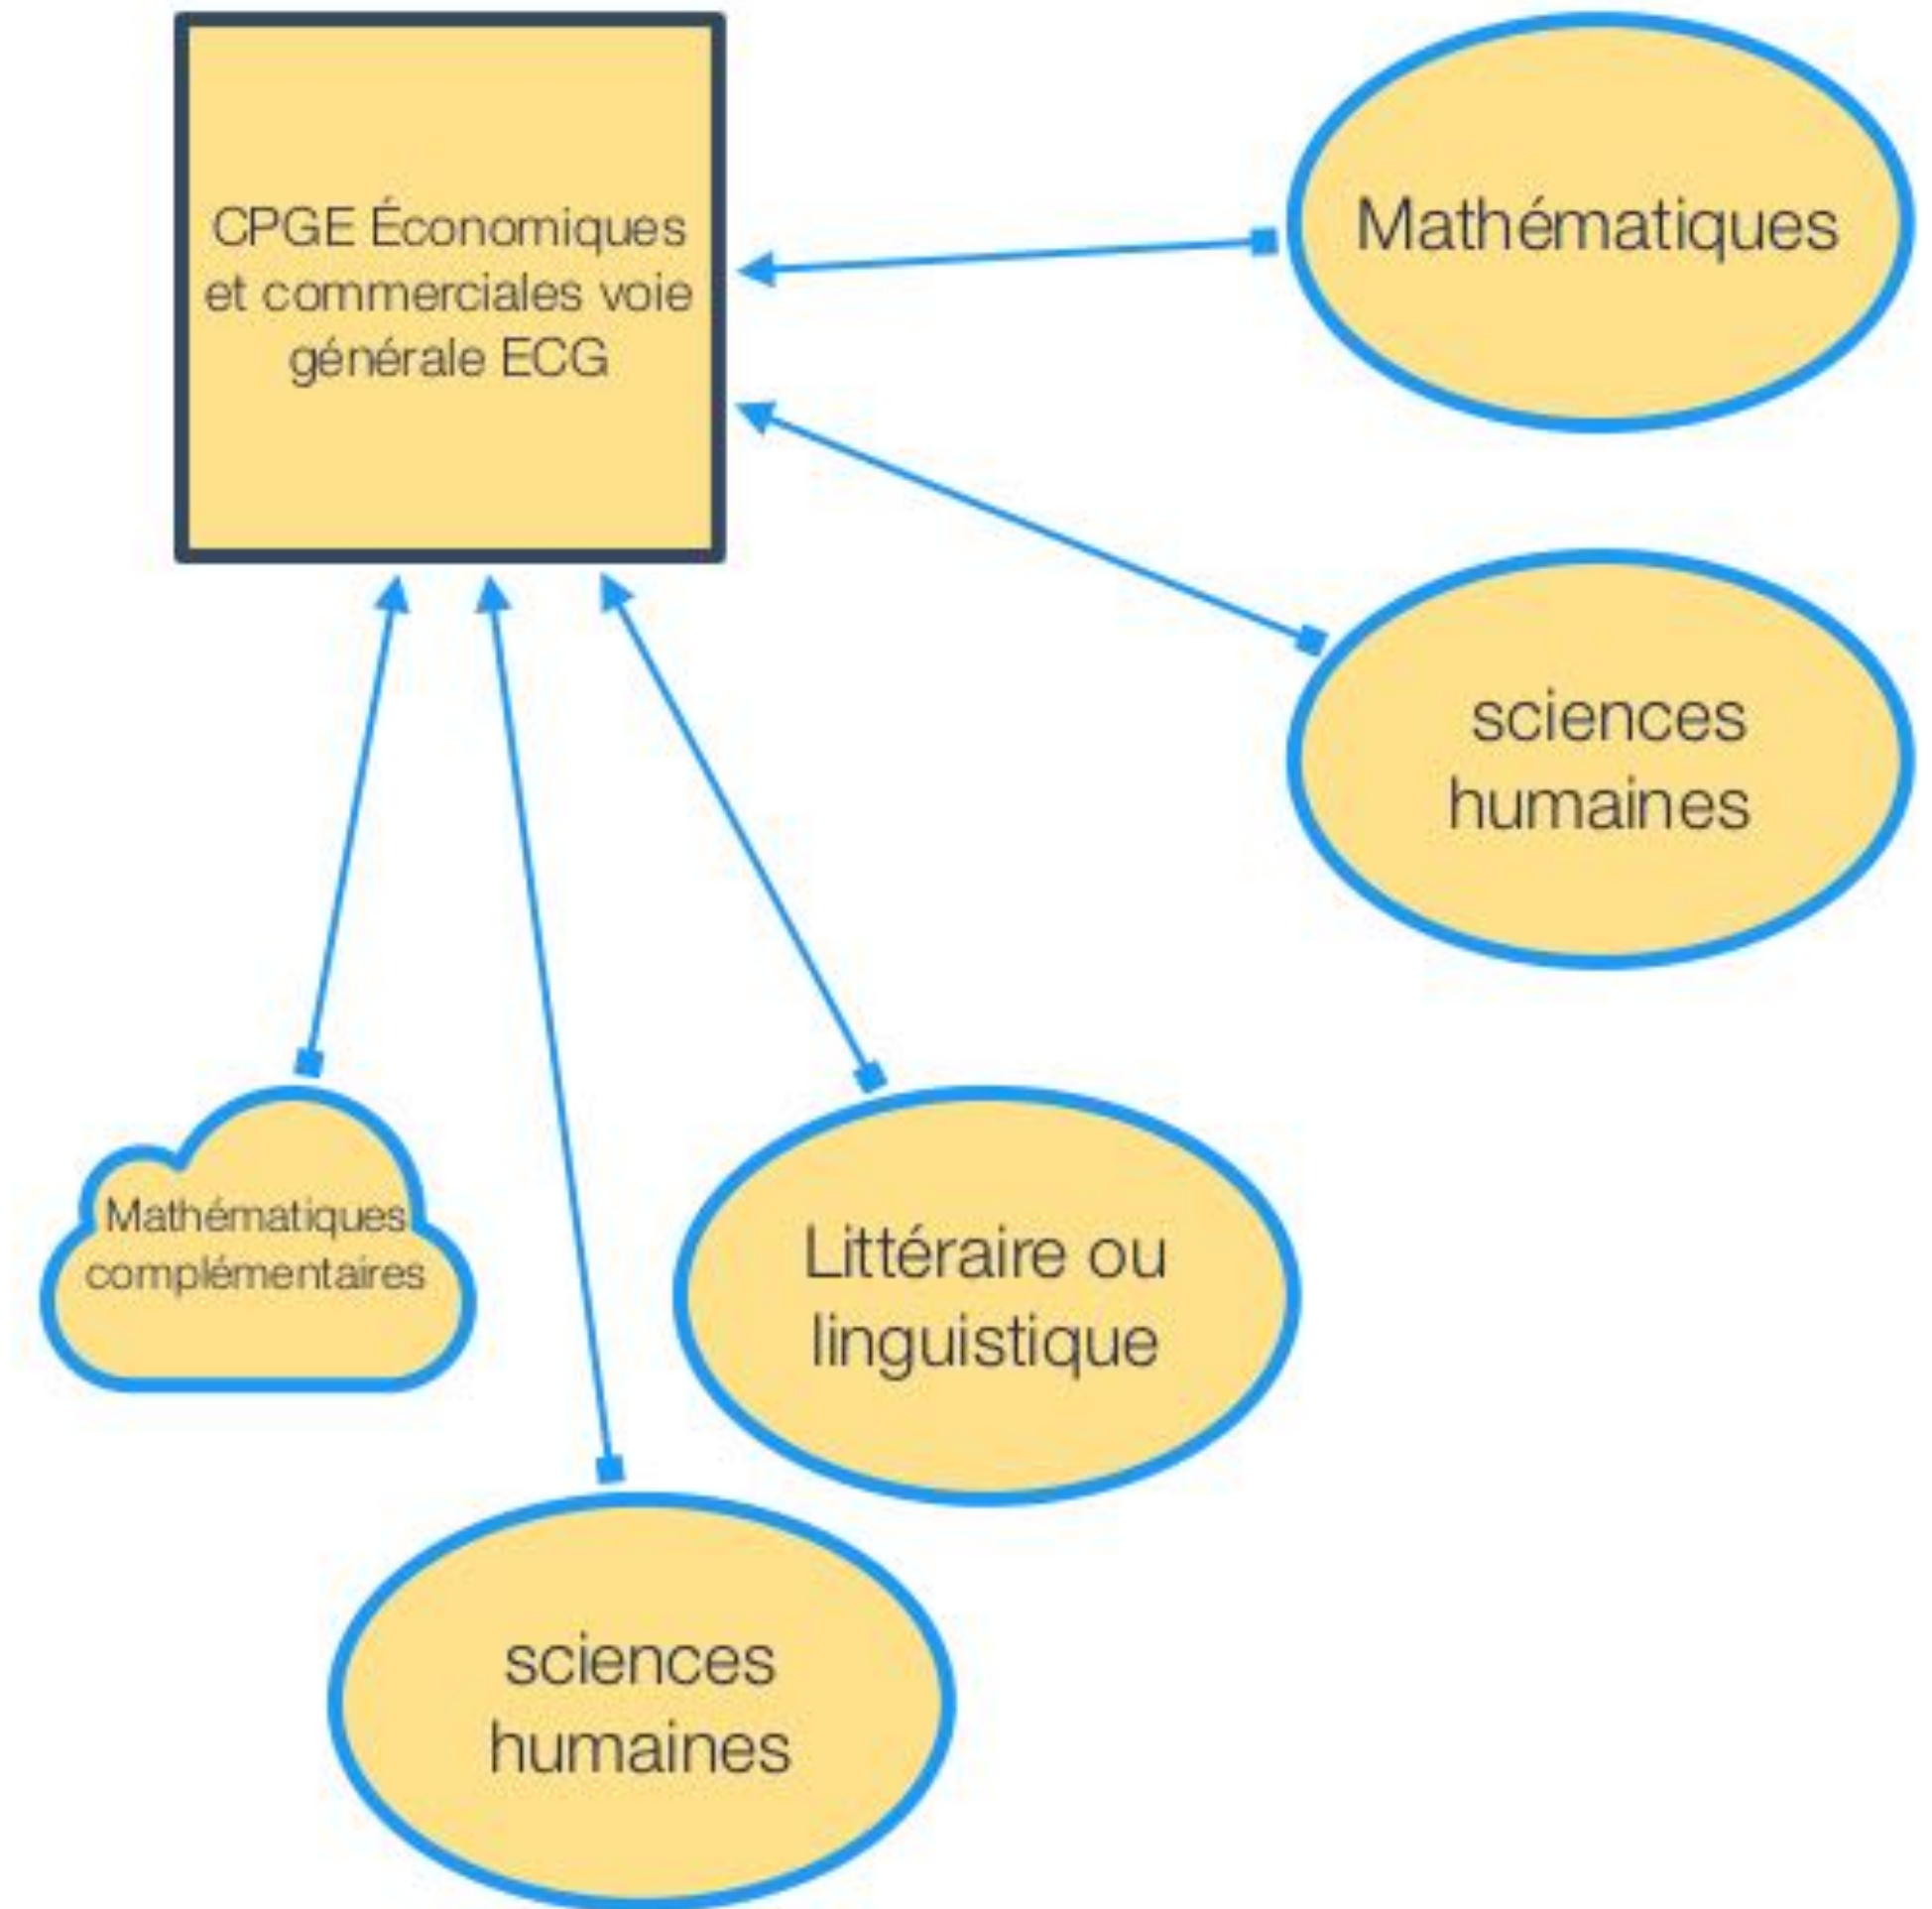 CPGE Économiques
et commerciales voie
générale ECG
Mathématiques
sciences
humaines
Mathématiques
complémentaires
Littéraire ou
linguistique
sciences
humaines